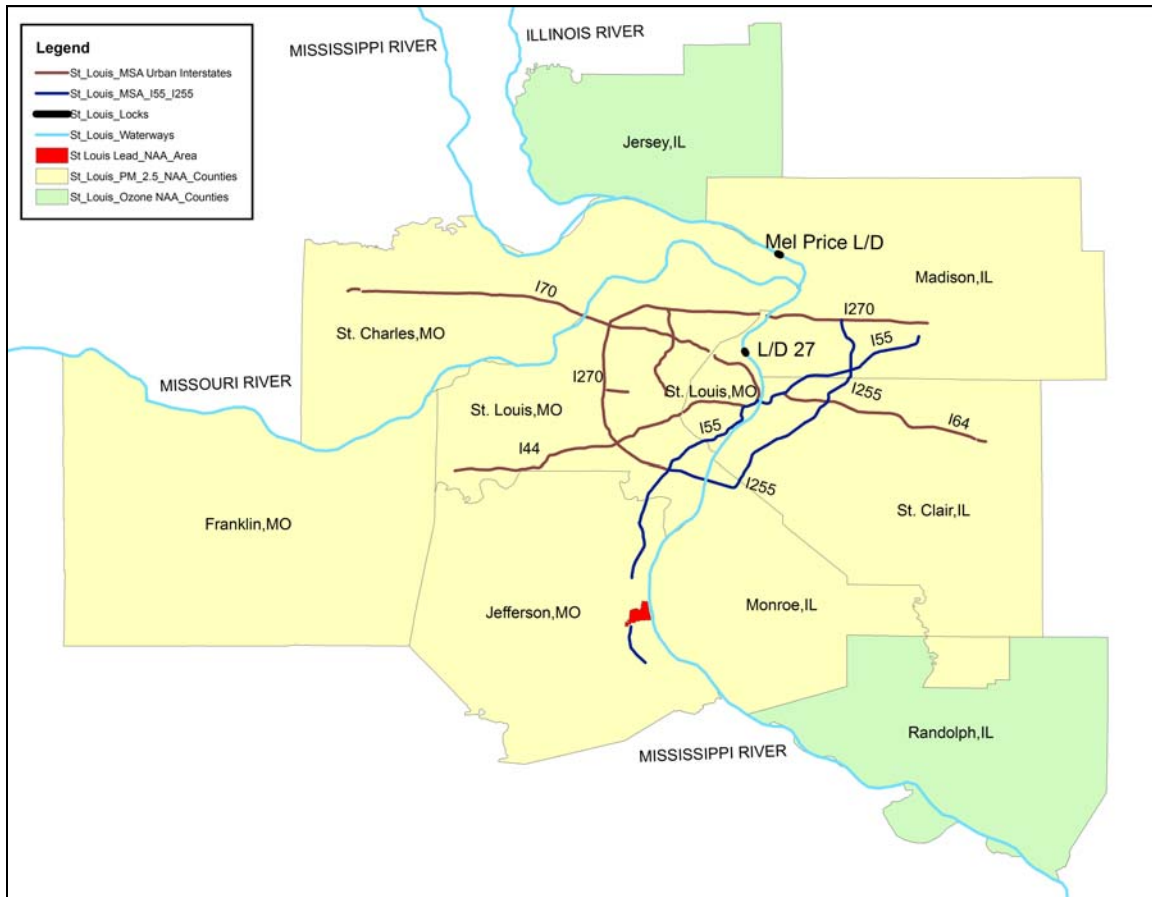 Legend
St_Louis_MSA Urban Interstates
St_Louis_MSA_I55_I255
St_Louis_Locks
St_Louis_Waterways
St Louis Lead_NAA_Area
St_Louis_PM_2.5_NAA_Counties
St_Louis_Ozone NAA_Counties
MISSISSIPPI RIVER
ILLINOIS RIVER
Jersey,IL
Mel Price L/D
Madison,IL
I70
I270
St. Charles,MO
I55
L/D 27
MISSOURI RIVER
I270
St. Louis,MO
I255
St. Louis,MO
I64
I55
I44
I255
St. Clair,IL
Franklin,MO
Jefferson,MO
Monroe,IL
Randolph,IL
MISSISSIPPI RIVER